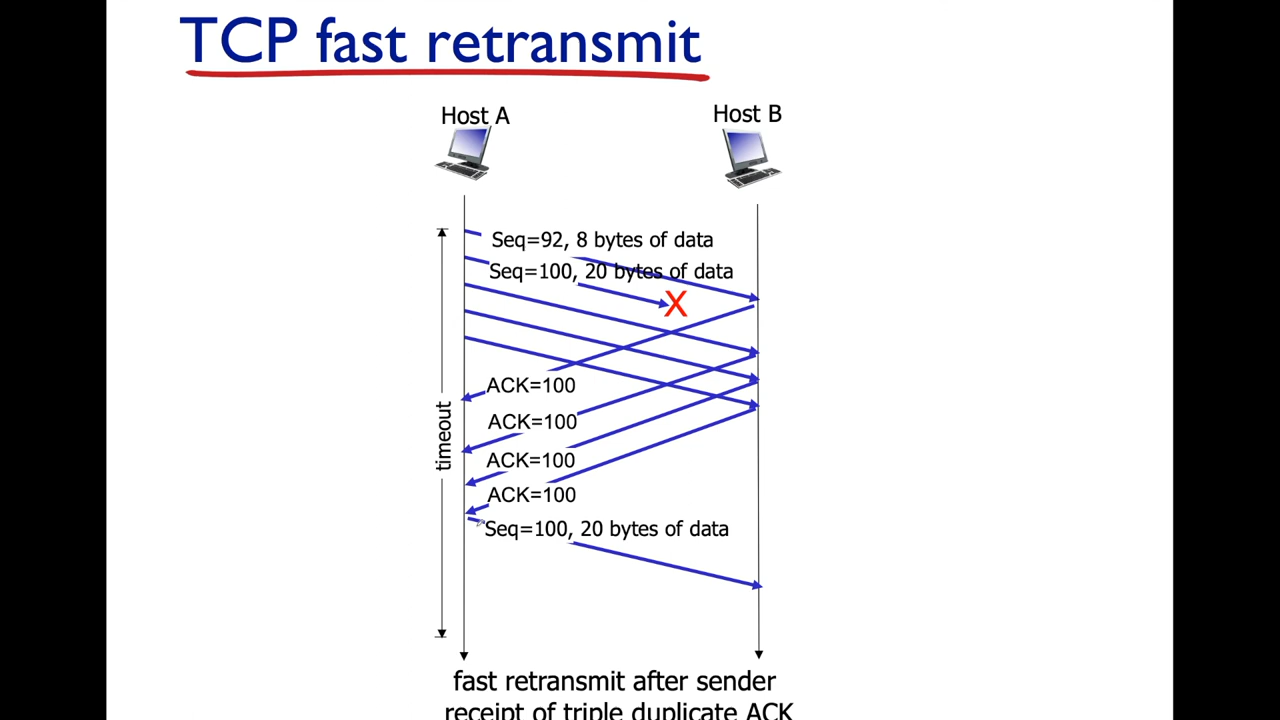 TCP fast retransmit
Host A
Host B
Seq=92, 8 bytes of data
Seq=100, 20 bytes of data
X
timeout
ACK=100
ACK=100
ACK=100
ACK=100
Seq=100, 20 bytes of data
fast retransmit after sender
receipt of triple duplicate ACK